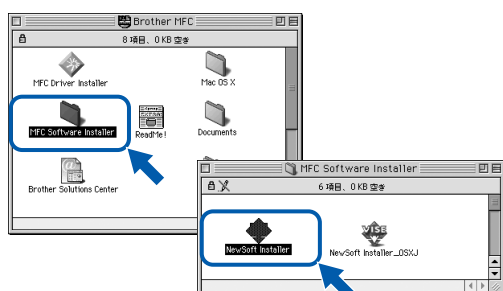 Brother MFC
8 項目、0 KB 空き
MFC Driver Installer
Mac OS X
MFC Software Installer
ReadMe!
Documents
Brother Solutions Center
MFC Software Installer
6 項目、0 KB 空き
NewSoft Installer
NewSoft Installer_OSXJ